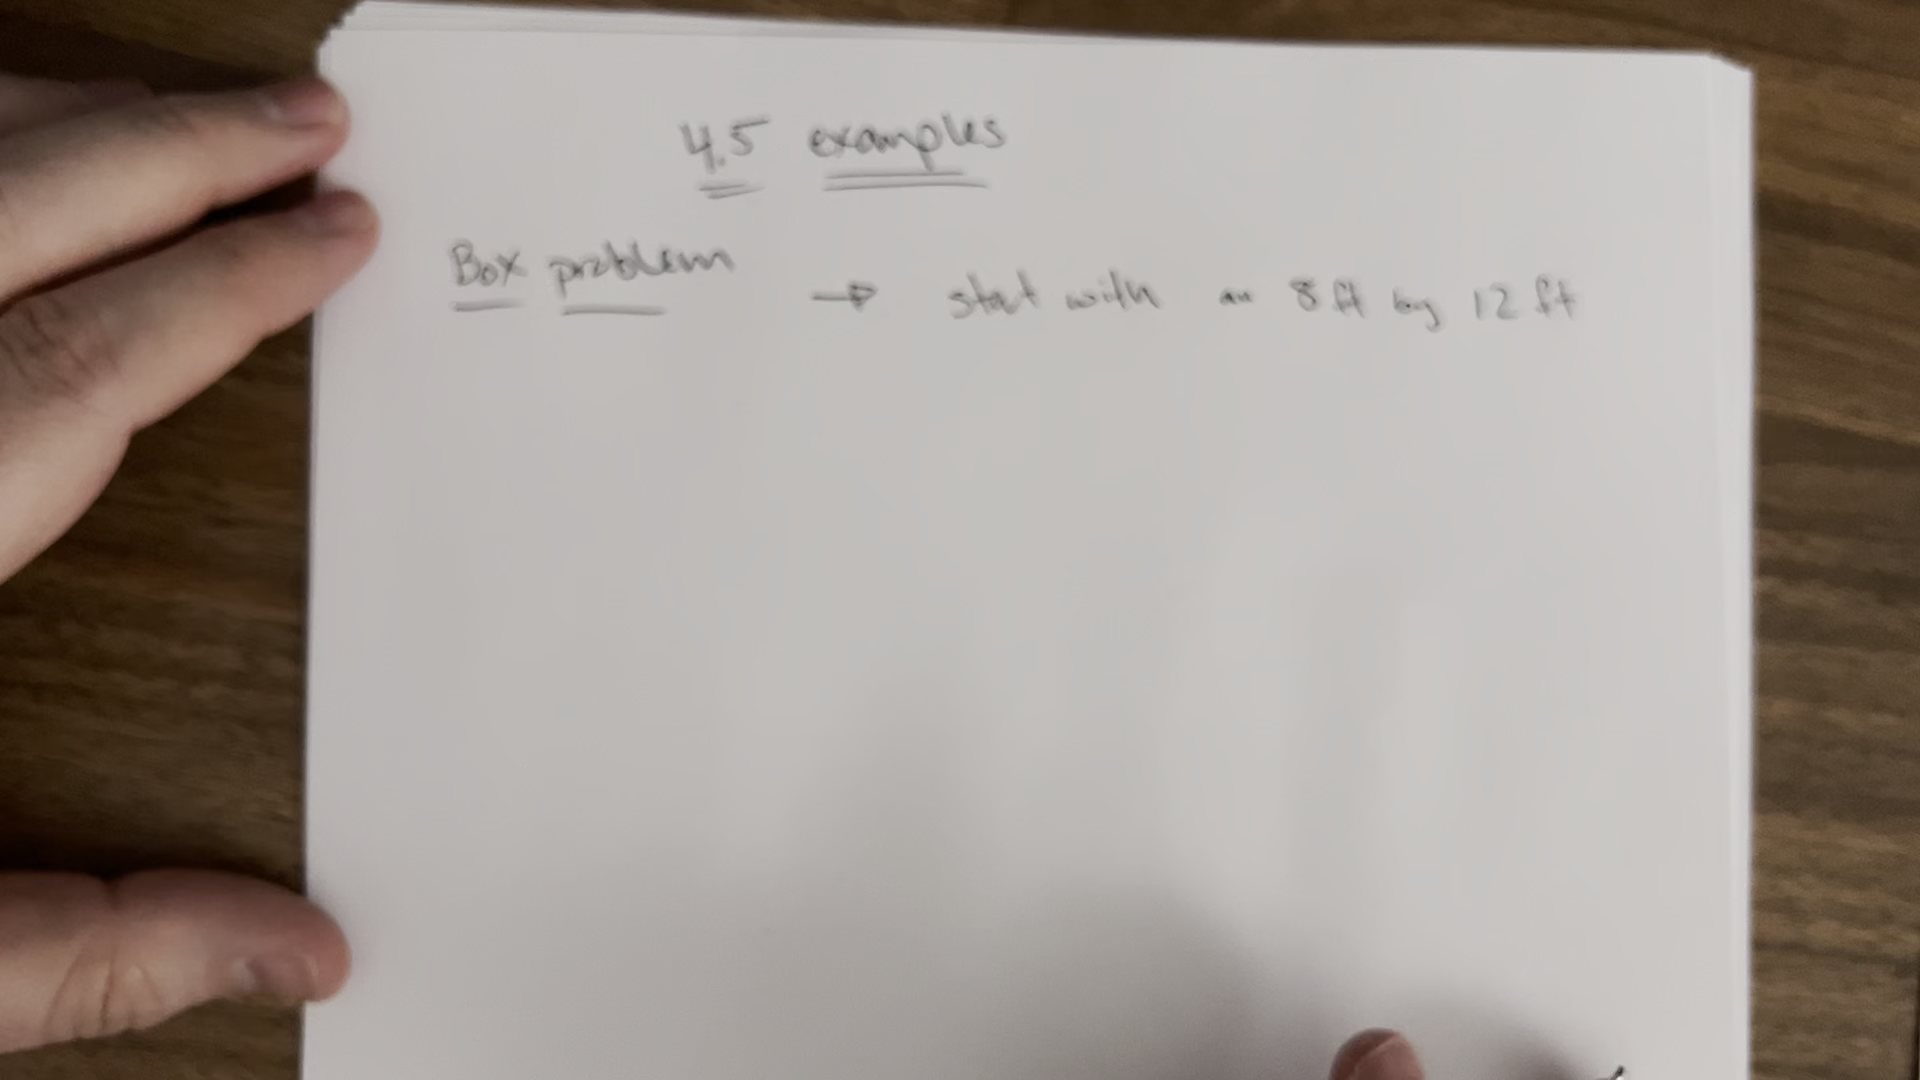 4.5 examples
Box problem → start with an 8 ft by 12 ft